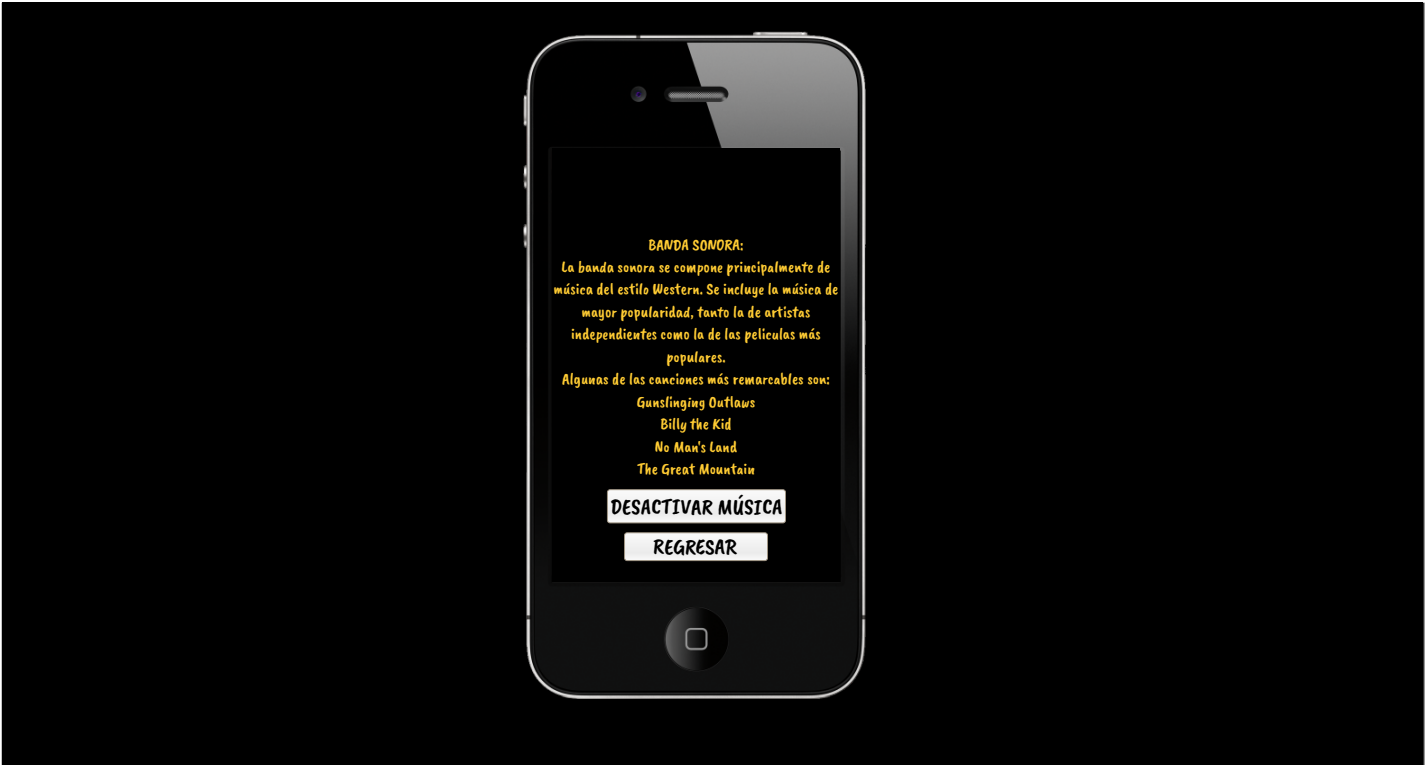 BANDA SONORA:
La banda sonora se compone principalmente de
música del estilo Western. Se incluye la música de
mayor popularidad, tanto la de artistas
independientes como la de las peliculas más
populares.
Algunas de las canciones más remarcables son:
Gunslinging Outlaws
Billy the Kid
No Man's Land
The Great Mountain
DESACTIVAR MÚSICA
REGRESAR